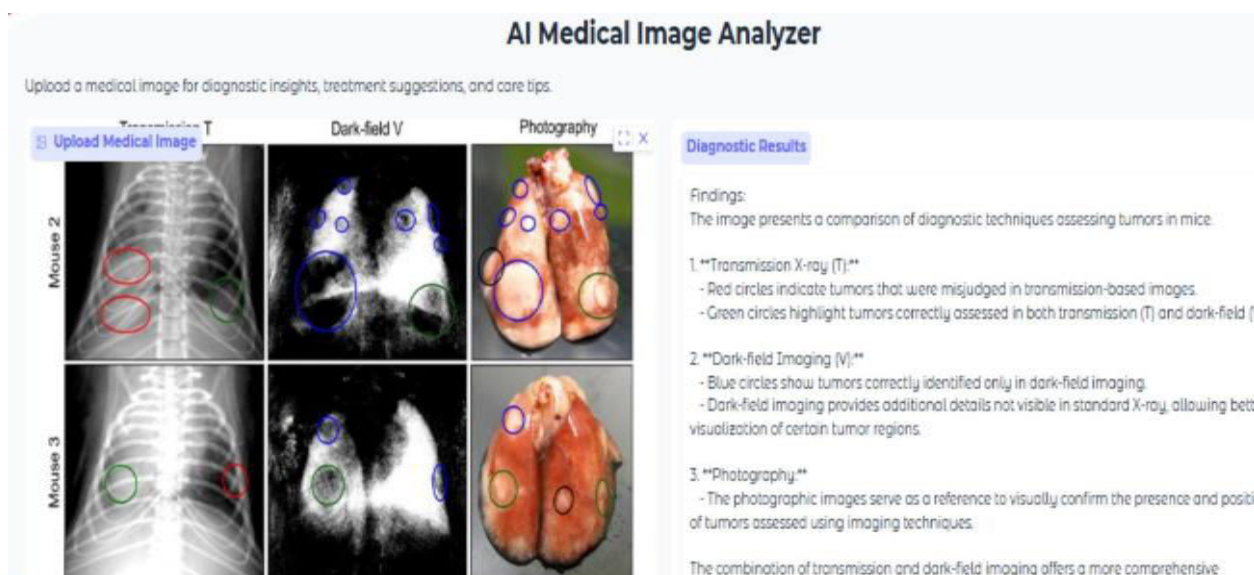 AI Medical Image Analyzer
Upload a medical image for diagnostic insights, treatment suggestions, and care tips.
Upload Medical Image
T
Dark-field V
Photography
Mouse 2
Mouse 3
Diagnostic Results
Findings:
The image presents a comparison of diagnostic techniques assessing tumors in mice.
1. **Transmission X-ray (T):**
- Red circles indicate tumors that were misjudged in transmission-based images.
- Green circles highlight tumors correctly assessed in both transmission (T) and dark-field
2. **Dark-field Imaging (V):**
- Blue circles show tumors correctly identified only in dark-field imaging.
- Dark-field imaging provides additional details not visible in standard X-ray, allowing
visualization of certain tumor regions.
3. **Photography:**
- The photographic images serve as a reference to visually confirm the presence and
of tumors assessed using imaging techniques.
The combination of transmission and dark-field imaging offers a more comprehensive